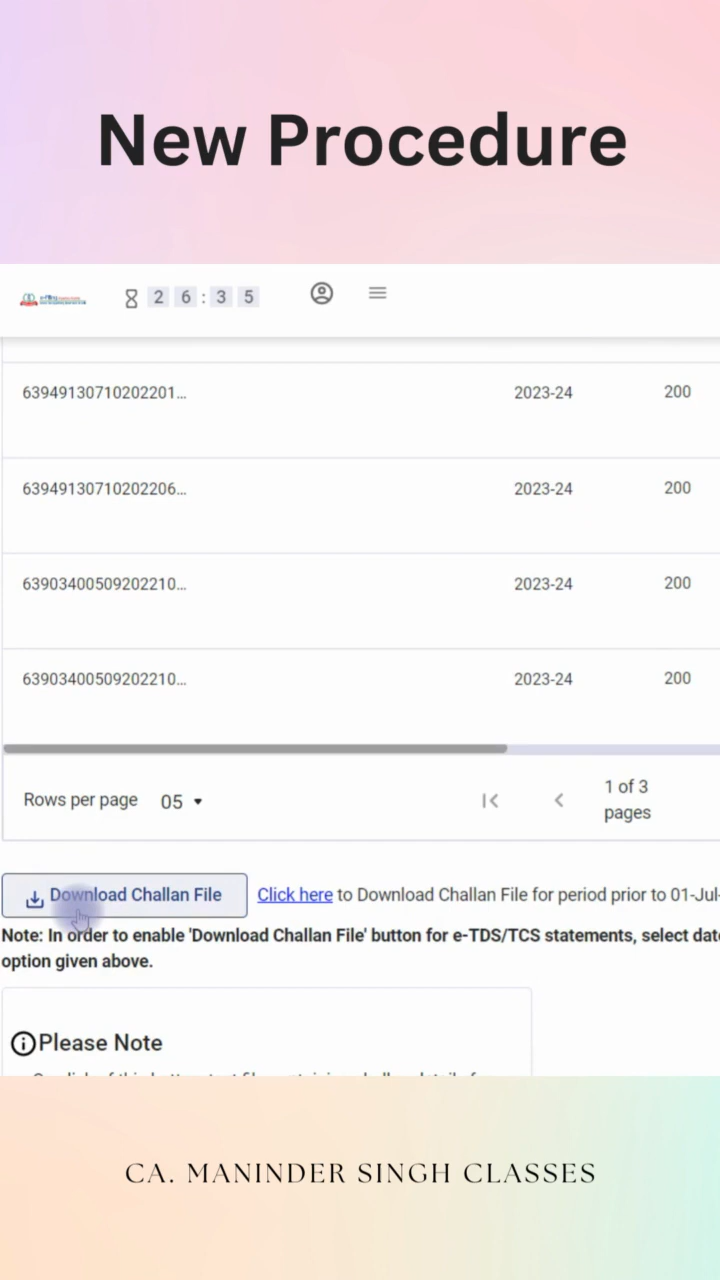 New Procedure
e-Filing
2 6 : 3 5
63949130710202201... 2023-24 200
63949130710202206... 2023-24 200
63903400509202210... 2023-24 200
63903400509202210... 2023-24 200
Rows per page 05 1 of 3 pages
Download Challan File Click here to Download Challan File for period prior to 01-Jul-
Note: In order to enable 'Download Challan File' button for e-TDS/TCS statements, select
option given above.
Please Note
CA. MANINDER SINGH CLASSES